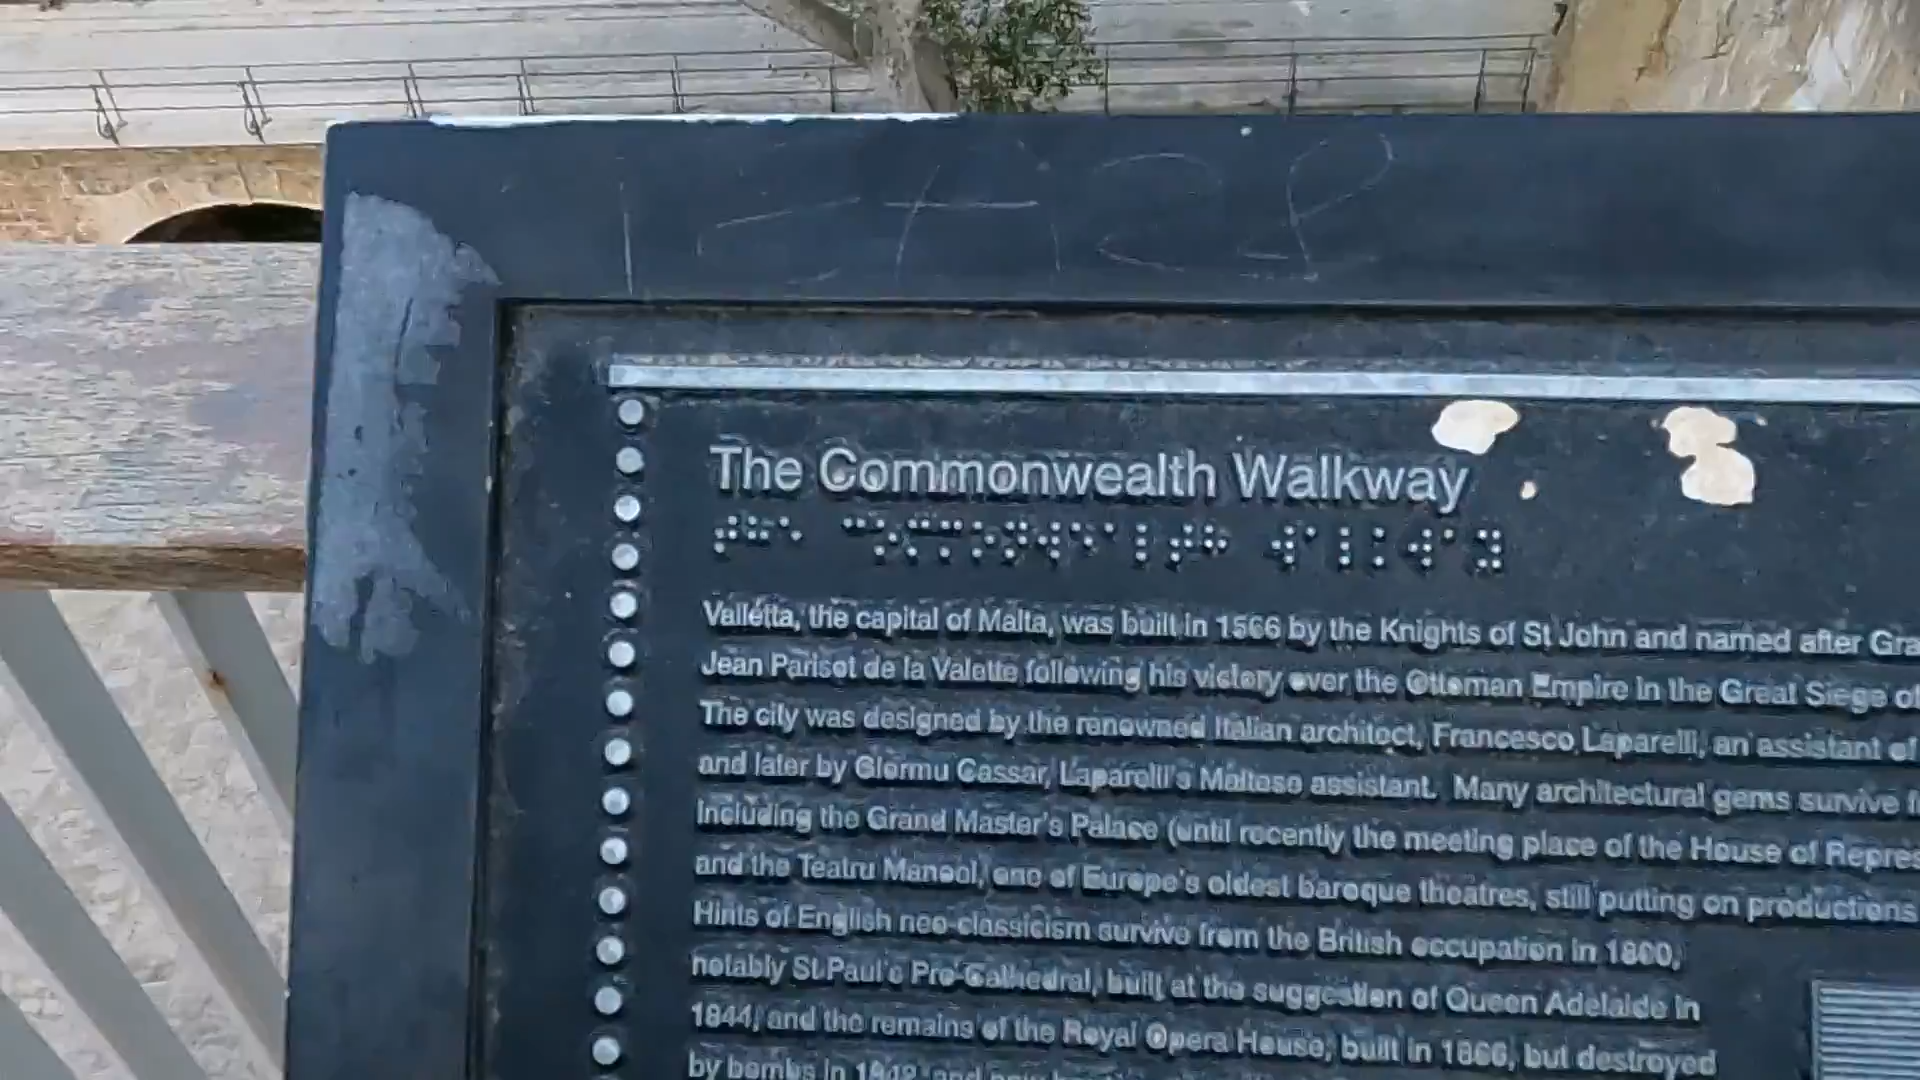 The Commonwealth Walkway
Valletta, the capital of Malta, was built in 1566 by the Knights of St John and named after Gra
Jean Parisot de la Valette following his victory over the Ottoman Empire in the Great Siege of
The city was designed by the renowned Italian architect, Francesco Laparelli, an assistant of
and later by Glormu Cassar, Laparelli's Maltese assistant. Many architectural gems survive
including the Grand Master's Palace (until recently the meeting place of the House of Repres
and the Teatru Manoel, one of Europe's oldest baroque theatres, still putting on productions
Hints of English neo-classicism survive from the British occupation in 1800,
notably St Paul's Pro-Cathedral, built at the suggestion of Queen Adelaide in
1844, and the remains of the Royal Opera House, built in 1866, but destroyed
by bombs in 1942, and now